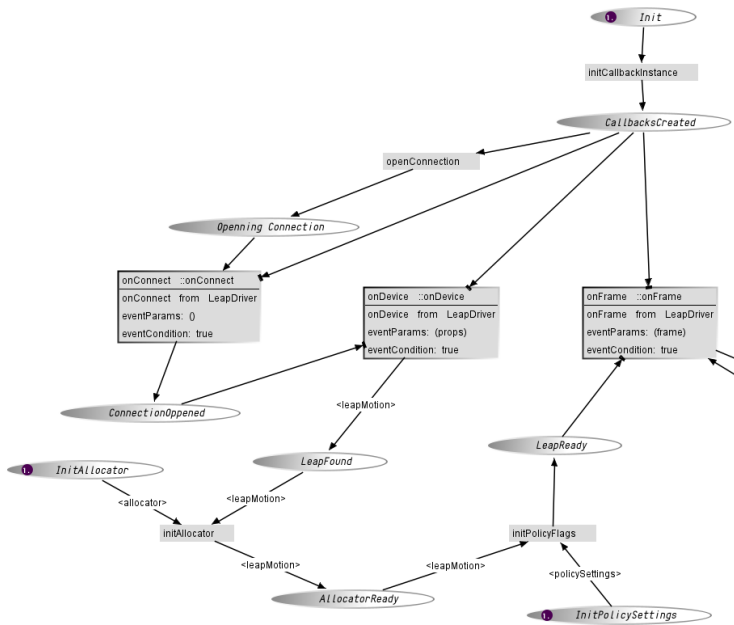 1. Init
initCallbackInstance
CallbacksCreated
openConnection
Openning Connection
onConnect ::onConnect
onConnect from LeapDriver
eventParams: ()
eventCondition: true
onDevice ::onDevice
onDevice from LeapDriver
eventParams: (props)
eventCondition: true
onFrame ::onFrame
onFrame from LeapDriver
eventParams: (frame)
eventCondition: true
ConnectionOppened
<leapMotion>
LeapReady
1. InitAllocator
LeapFound
<allocator>
<leapMotion>
initAllocator
initPolicyFlags
<leapMotion>
<leapMotion>
<policySettings>
AllocatorReady
1. InitPolicySettings